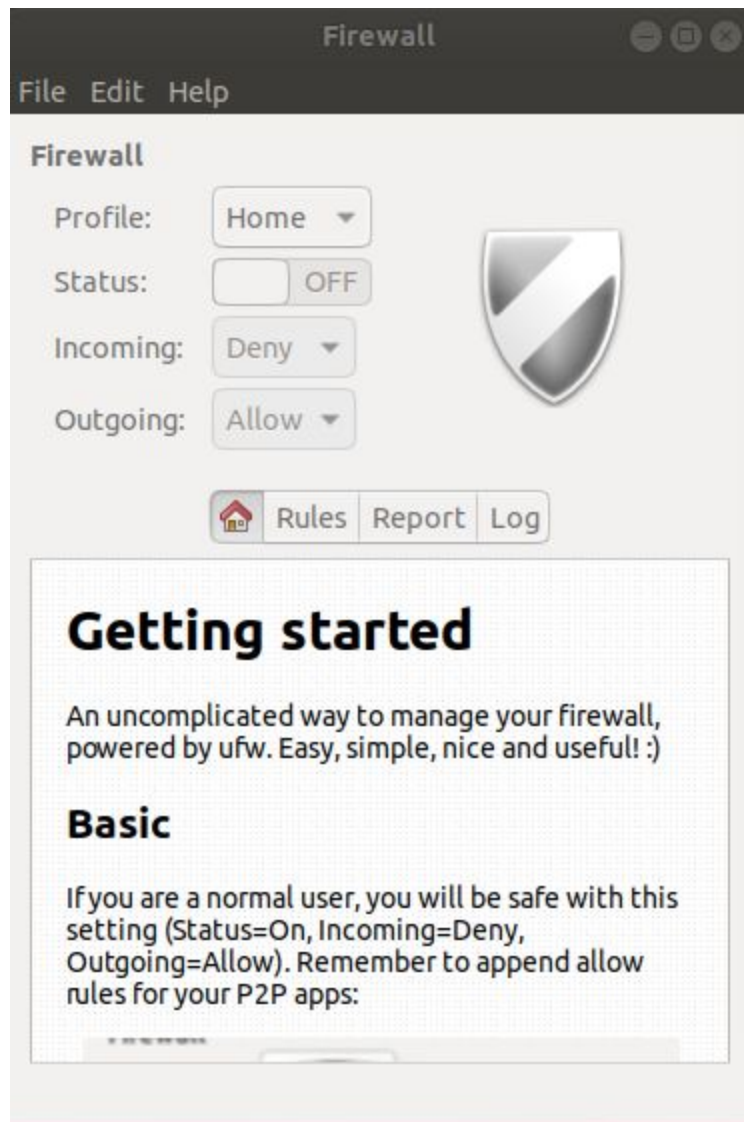 Firewall
File Edit Help
Firewall
Profile: Home
Status: OFF
Incoming: Deny
Outgoing: Allow
Rules Report Log
Getting started
An uncomplicated way to manage your firewall,
powered by ufw. Easy, simple, nice and useful! :)
Basic
If you are a normal user, you will be safe with this
setting (Status=On, Incoming=Deny,
Outgoing=Allow). Remember to append allow
rules for your P2P apps: